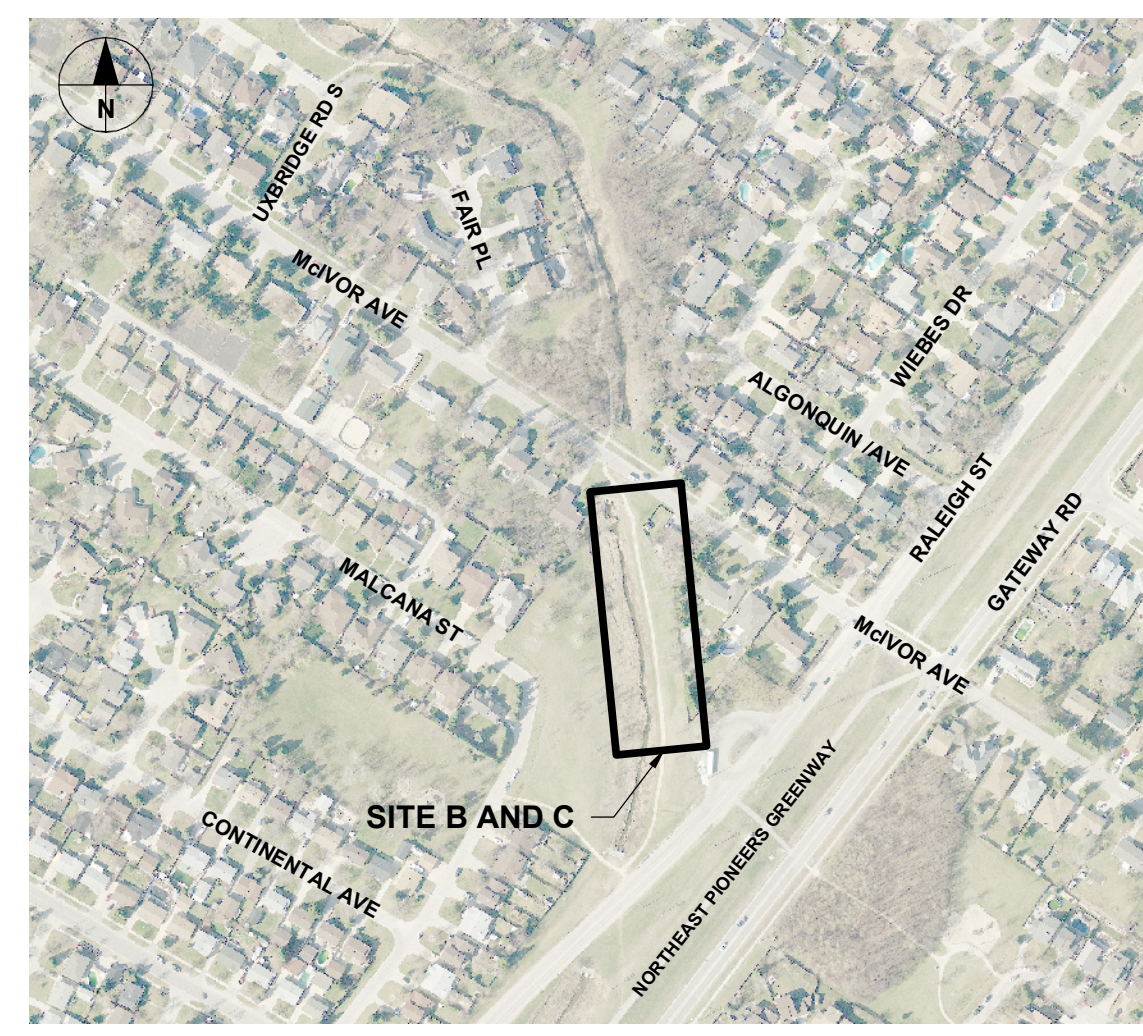 N
UXBRIDGE RD S
FAIR PL
McIVOR AVE
WIEBES DR
ALGONQUIN /AVE
RALEIGH ST
GATEWAY RD
MALCANA ST
McIVOR AVE
SITE B AND C
CONTINENTAL AVE
NORTHEAST PIONEERS GREENWAY